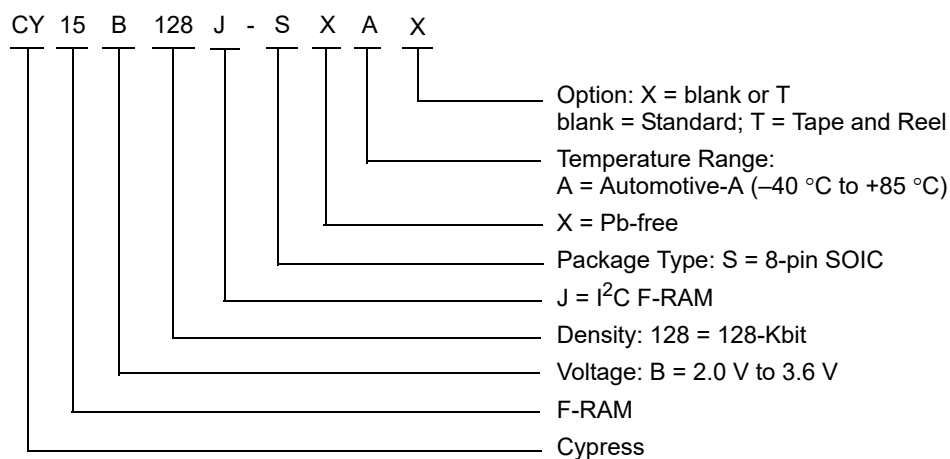 CY 15 B 128 J - S X A X
Option: X = blank or T
blank = Standard; T = Tape and Reel
Temperature Range:
A = Automotive-A (–40 °C to +85 °C)
X = Pb-free
Package Type: S = 8-pin SOIC
J = I²C F-RAM
Density: 128 = 128-Kbit
Voltage: B = 2.0 V to 3.6 V
F-RAM
Cypress